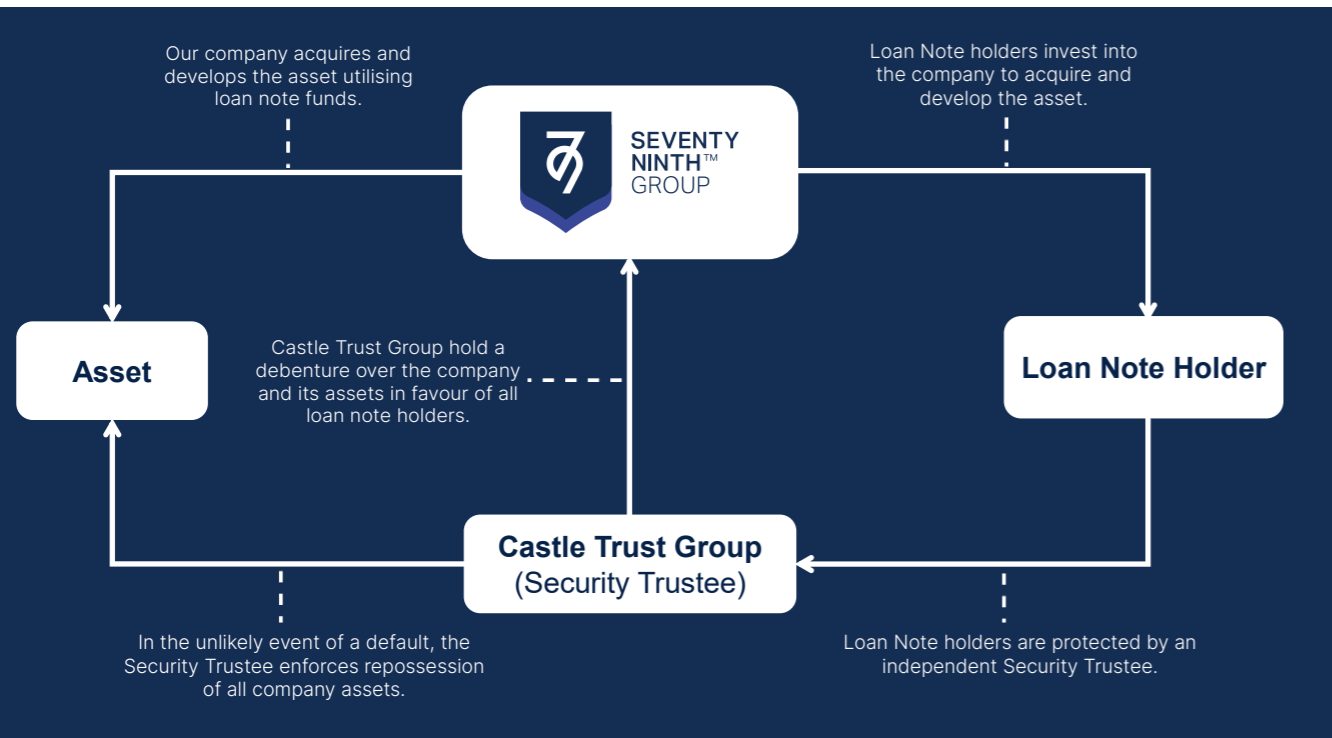 Our company acquires and
develops the asset utilising
loan note funds.
Loan Note holders invest into
the company to acquire and
develop the asset.
79
SEVENTY
NINTH™
GROUP
Asset
Castle Trust Group hold a
debenture over the company
and its assets in favour of all
loan note holders.
Loan Note Holder
Castle Trust Group
(Security Trustee)
In the unlikely event of a default, the
Security Trustee enforces repossession
of all company assets.
Loan Note holders are protected by an
independent Security Trustee.